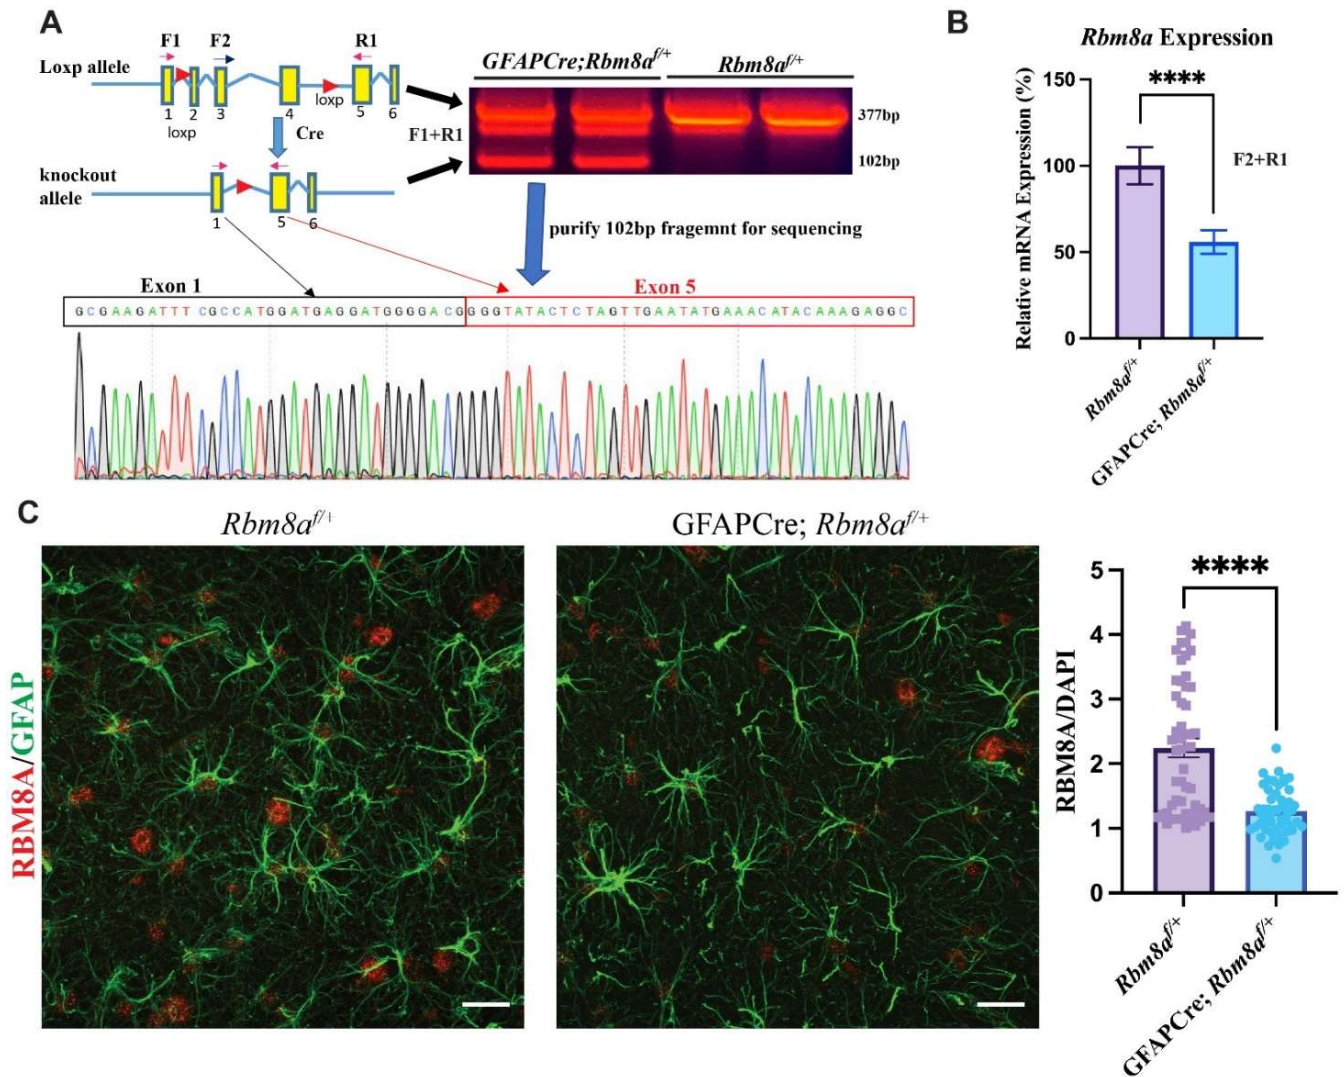 A
F1 F2 R1
Loxp allele
1 2 3 4 5 6
loxp
loxp
Cre
knockout
allele
1 5 6
GFAPCre;Rbm8a^f/+ Rbm8a^f/+
F1+R1
377bp
102bp
purify 102bp fragemnt for sequencing
Exon 1 Exon 5
GCGAAGATTT CGCCATGGATGAGGATGGGGACGGGGTATACTCTAGTTGAATATGAAACATACAAAGAGGC
B
Rbm8a Expression
Relative mRNA Expression (%)
150
100
50
0
****
F2+R1
Rbm8a^f/+
GFAPCre; Rbm8a^f/+
C
Rbm8a^f/+ GFAPCre; Rbm8a^f/+
RBM8A/GFAP
RBM8A/DAPI
5
4
3
2
1
0
****
Rbm8a^f/+
GFAPCre; Rbm8a^f/+